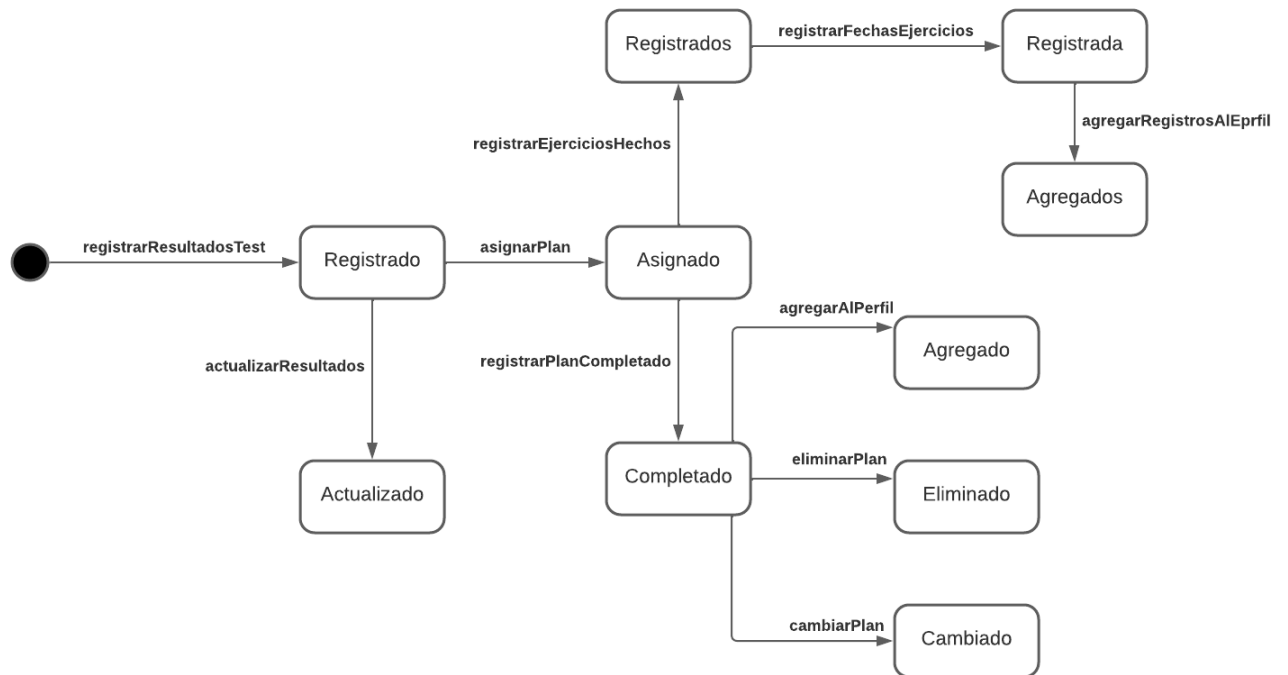 Registrados
registrarFechasEjercicios
Registrada
registrarEjerciciosHechos
agregarRegistrosAlEprfil
Agregados
registrarResultadosTest
Registrado
asignarPlan
Asignado
actualizarResultados
registrarPlanCompletado
agregarAlPerfil
Agregado
Actualizado
Completado
eliminarPlan
Eliminado
cambiarPlan
Cambiado